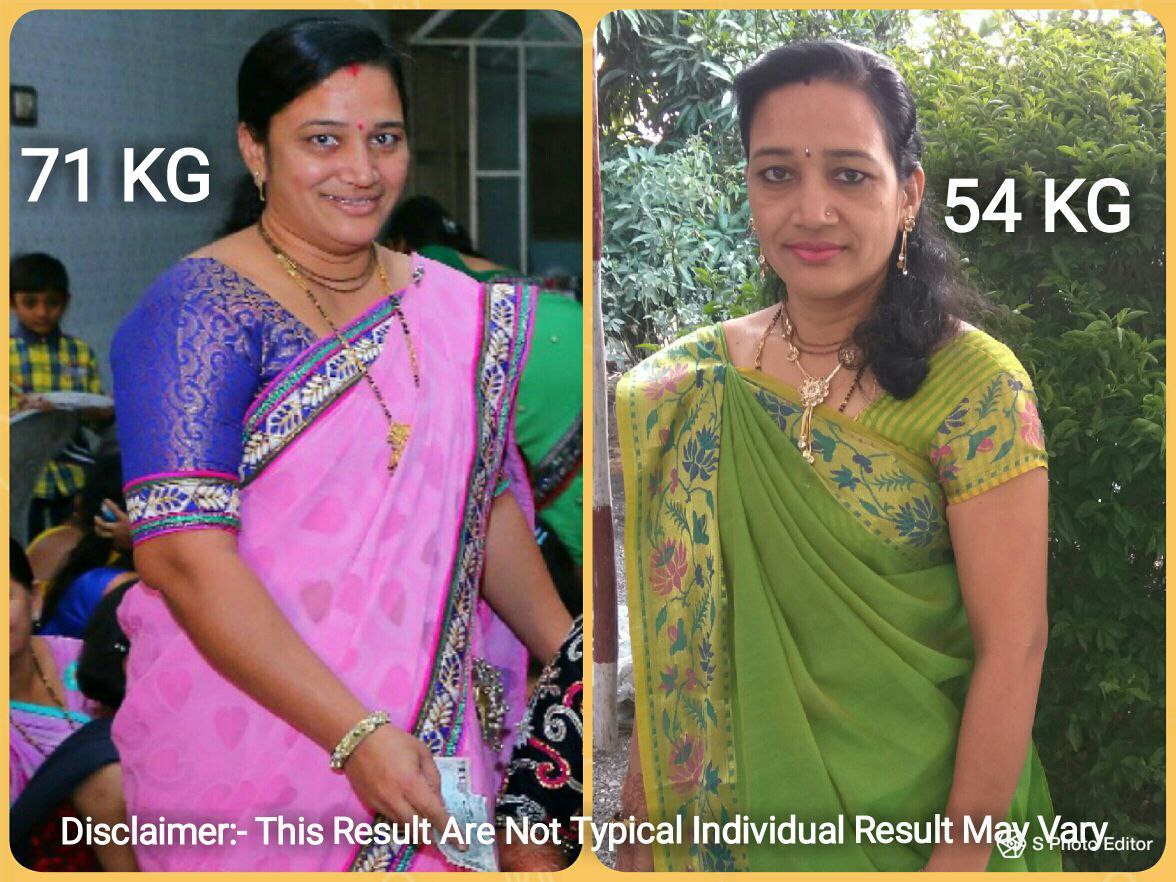 71 KG
54 KG
Disclaimer:- This Result Are Not Typical Individual Result May Vary
S Photo Editor